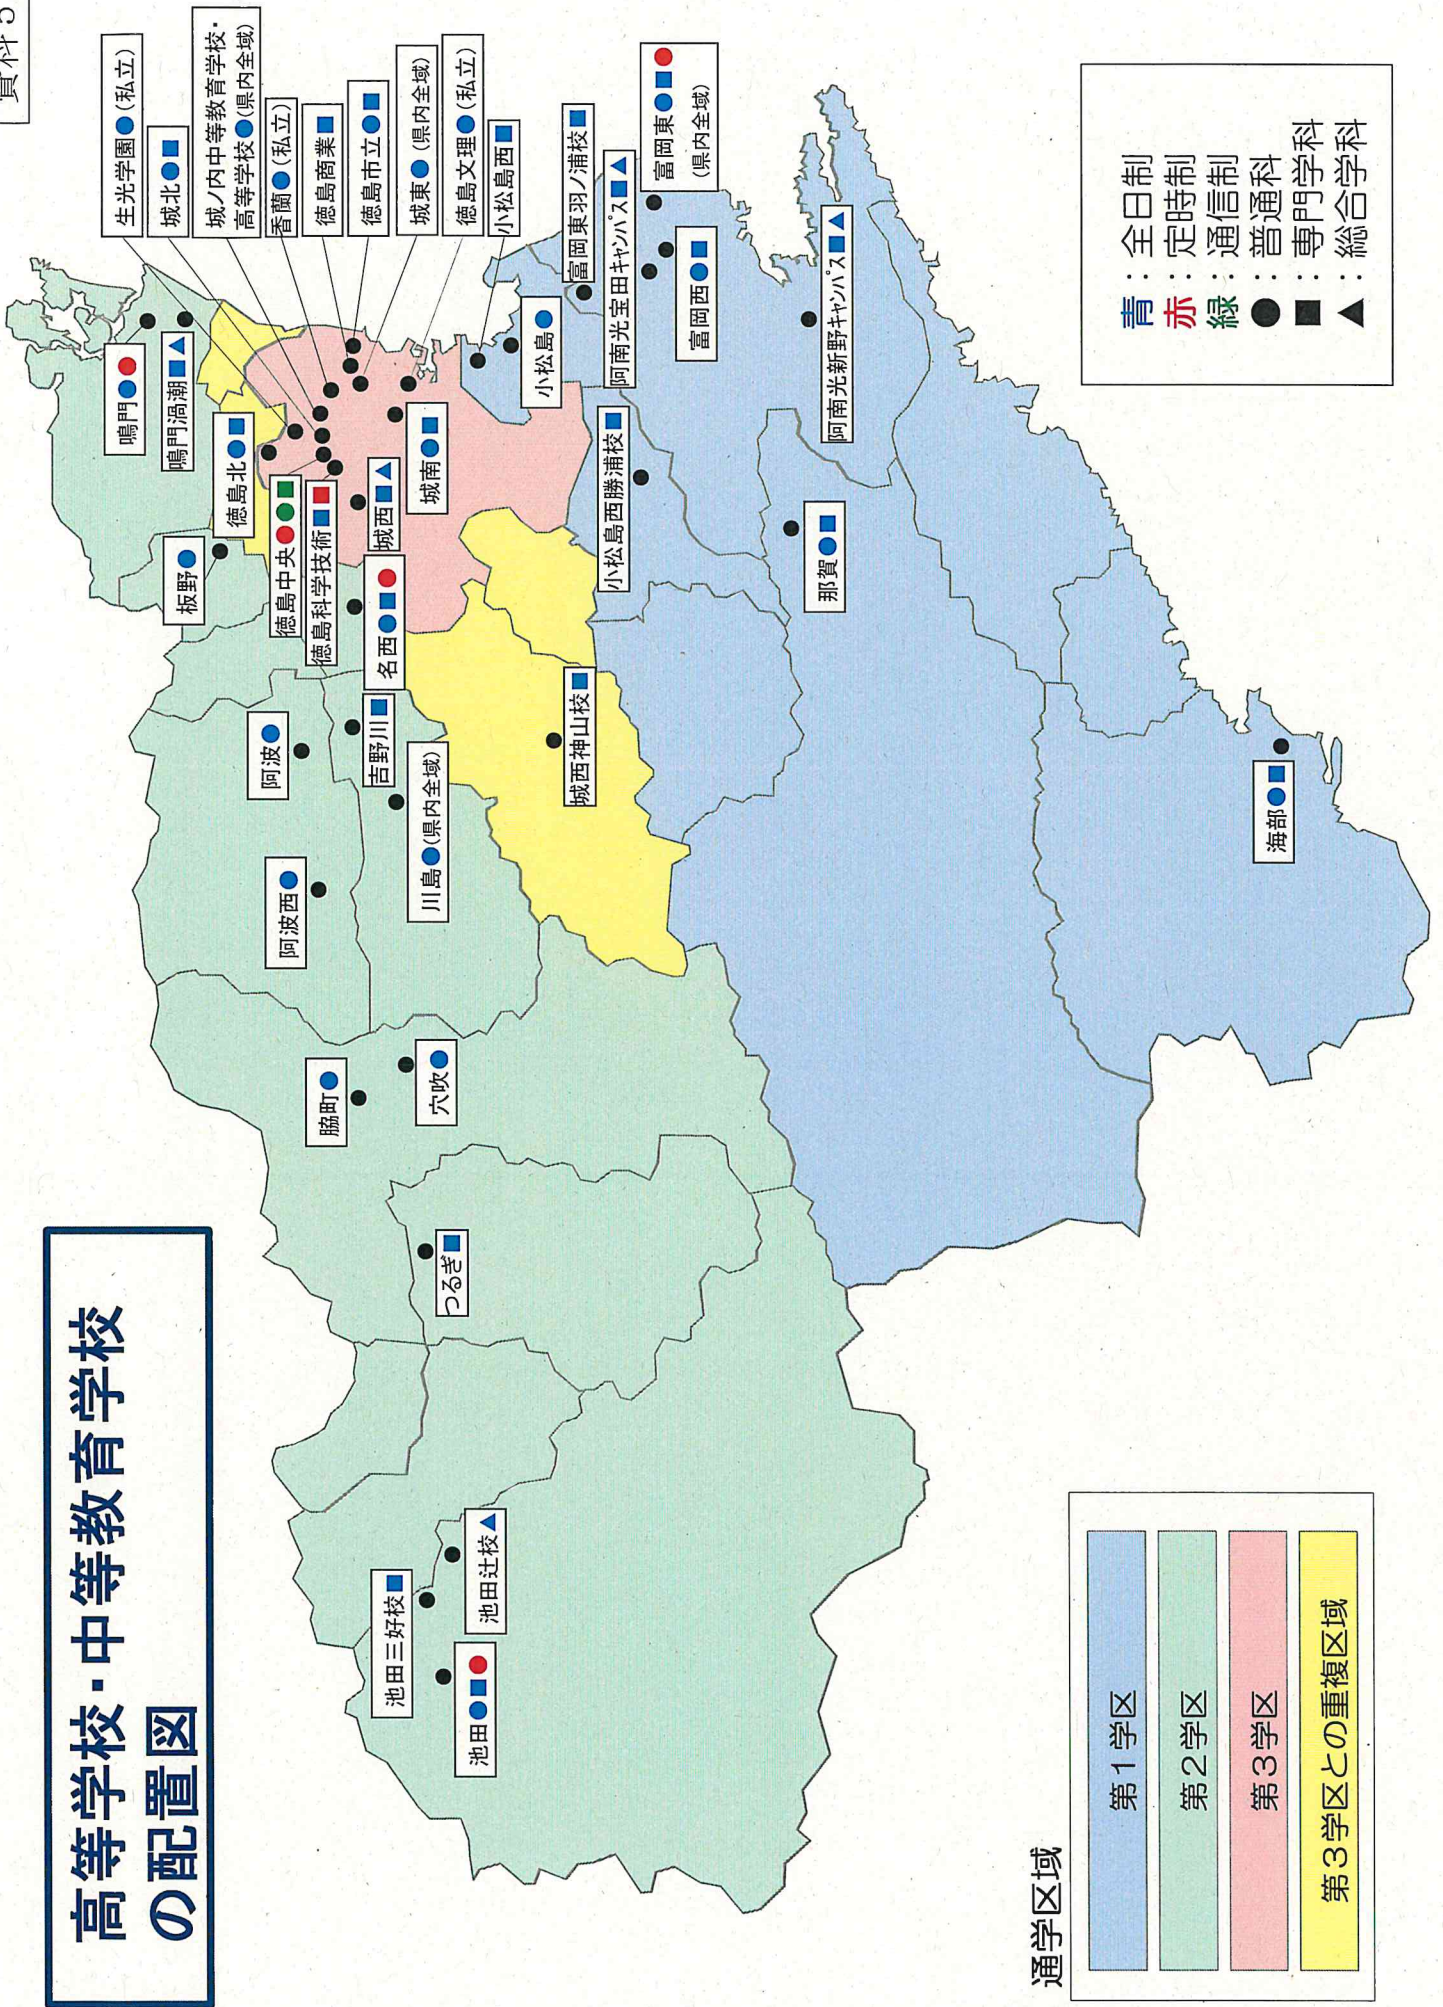 資料5
高等学校・中等教育学校
の配置図
生光学園●(私立)
城北●■
城ノ内中等教育学校・
高等学校●(県内全域)
香蘭●(私立)
徳島商業■
徳島市立●■
城東●(県内全域)
徳島文理●(私立)
小松島西■
鳴門●●
鳴門渦潮■▲
徳島北●■
板野●
徳島中央●●■
徳島科学技術■■
城西■▲
城南●■
名西●■●
小松島●
富岡東羽ノ浦校■
阿南光宝田キャンパス■▲
富岡東●■●
(県内全域)
富岡西●■
阿南光新野キャンパス■▲
小松島西勝浦校■
那賀●■
海部●■
城西神山校■
吉野川■
川島●(県内全域)
阿波●
阿波西●
脇町●
穴吹●
つるぎ■
池田三好校■
池田辻校▲
池田●■●
通学区域
第1学区
第2学区
第3学区
第3学区との重複区域
青：全日制
赤：定時制
緑：通信制
●：普通科
■：専門学科
▲：総合学科